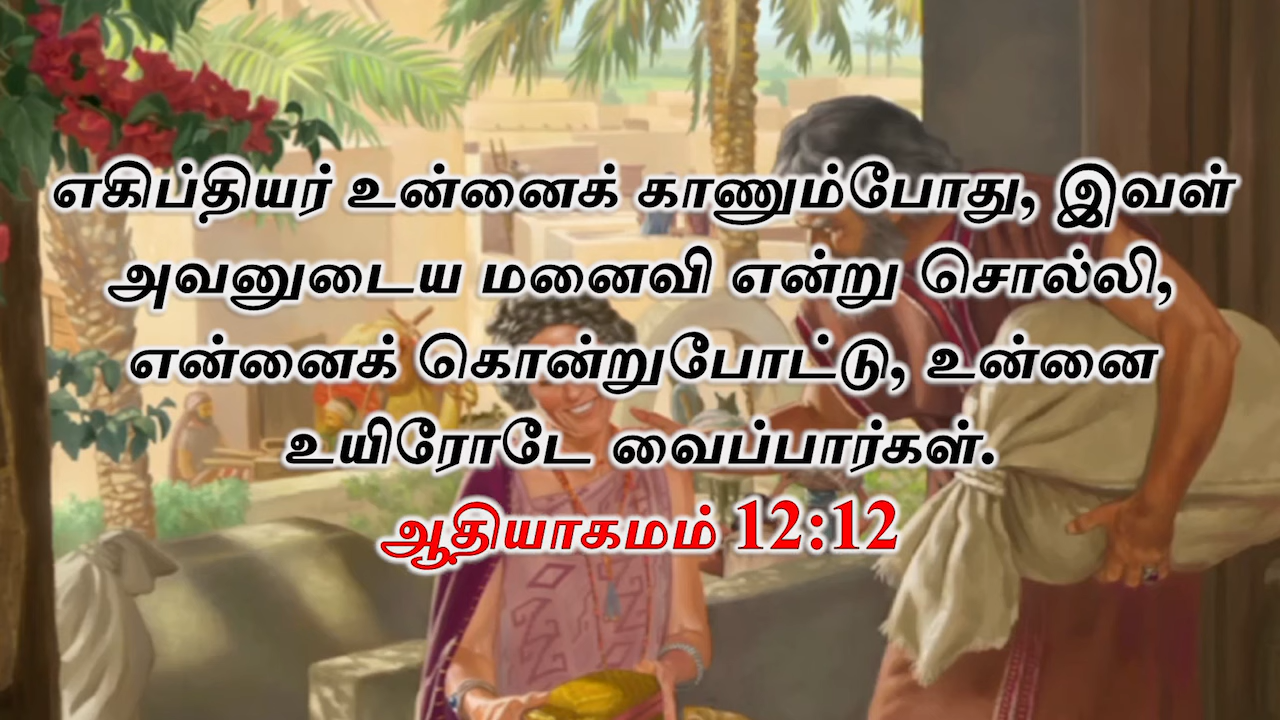 எகிப்தியர் உன்னைக் காணும்போது, இவள்
அவனுடைய மனைவி என்று சொல்லி,
என்னைக் கொன்றுபோட்டு, உன்னை
உயிரோடே வைப்பார்கள்.
ஆதியாகமம் 12:12